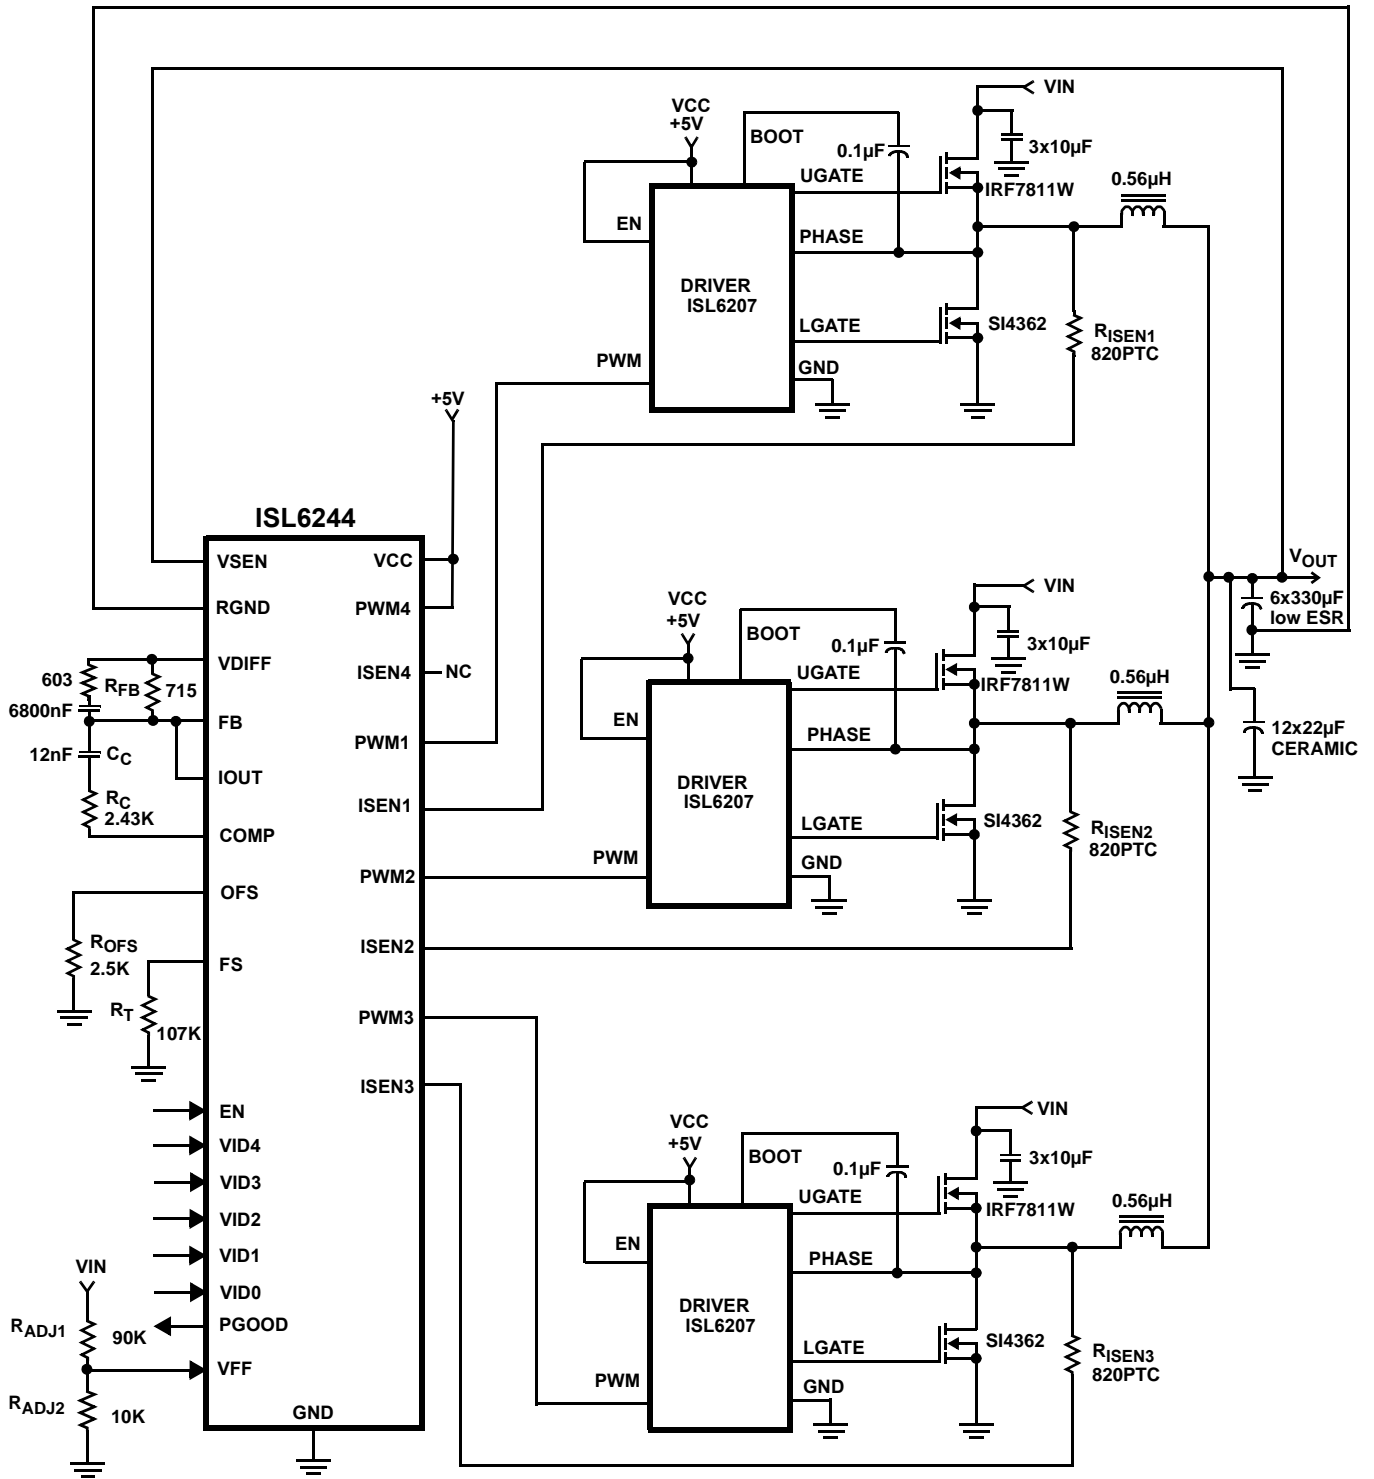 VIN
VCC
+5V
BOOT
0.1µF
3x10µF
UGATE
IRF7811W
0.56µH
EN
PHASE
DRIVER
ISL6207
LGATE
SI4362
RISEN1
820PTC
PWM
GND
+5V
ISL6244
VSEN
VCC
RGND
PWM4
VDIFF
ISEN4
NC
603
RFB
715
6800nF
FB
PWM1
12nF
CC
IOUT
ISEN1
RC
2.43K
COMP
PWM2
OFS
ROFS
2.5K
ISEN2
FS
RT
107K
PWM3
ISEN3
EN
VID4
VID3
VID2
VID1
VID0
VIN
PGOOD
RADJ1
90K
VFF
RADJ2
10K
GND
VOUT
6x330µF
low ESR
12x22µF
CERAMIC
VIN
VCC
+5V
BOOT
0.1µF
3x10µF
UGATE
IRF7811W
0.56µH
EN
PHASE
DRIVER
ISL6207
LGATE
SI4362
RISEN2
820PTC
PWM
GND
VIN
VCC
+5V
BOOT
0.1µF
3x10µF
UGATE
IRF7811W
0.56µH
EN
PHASE
DRIVER
ISL6207
LGATE
SI4362
RISEN3
820PTC
PWM
GND